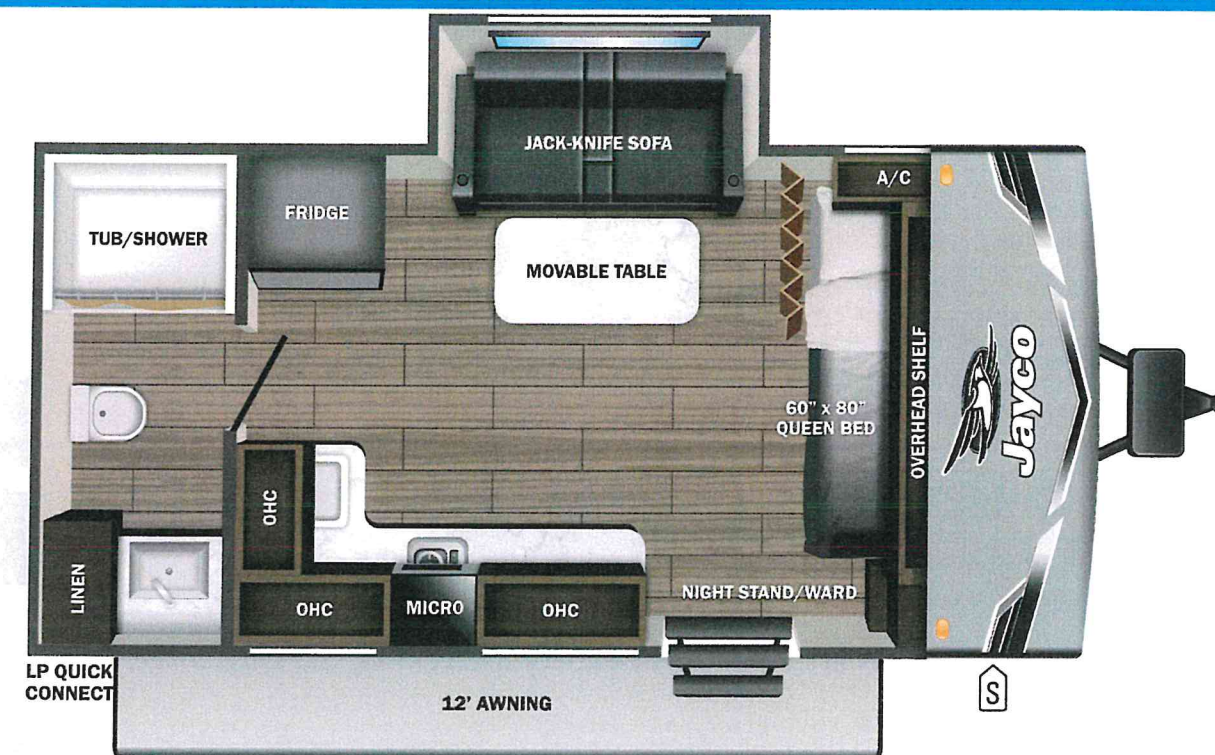 JACK-KNIFE SOFA
A/C
FRIDGE
TUB/SHOWER
MOVABLE TABLE
OVERHEAD SHELF
Jayco
60" x 80"
QUEEN BED
OHC
LINEN
OHC
MICRO
OHC
NIGHT STAND/WARD
LP QUICK
CONNECT
12' AWNING
S